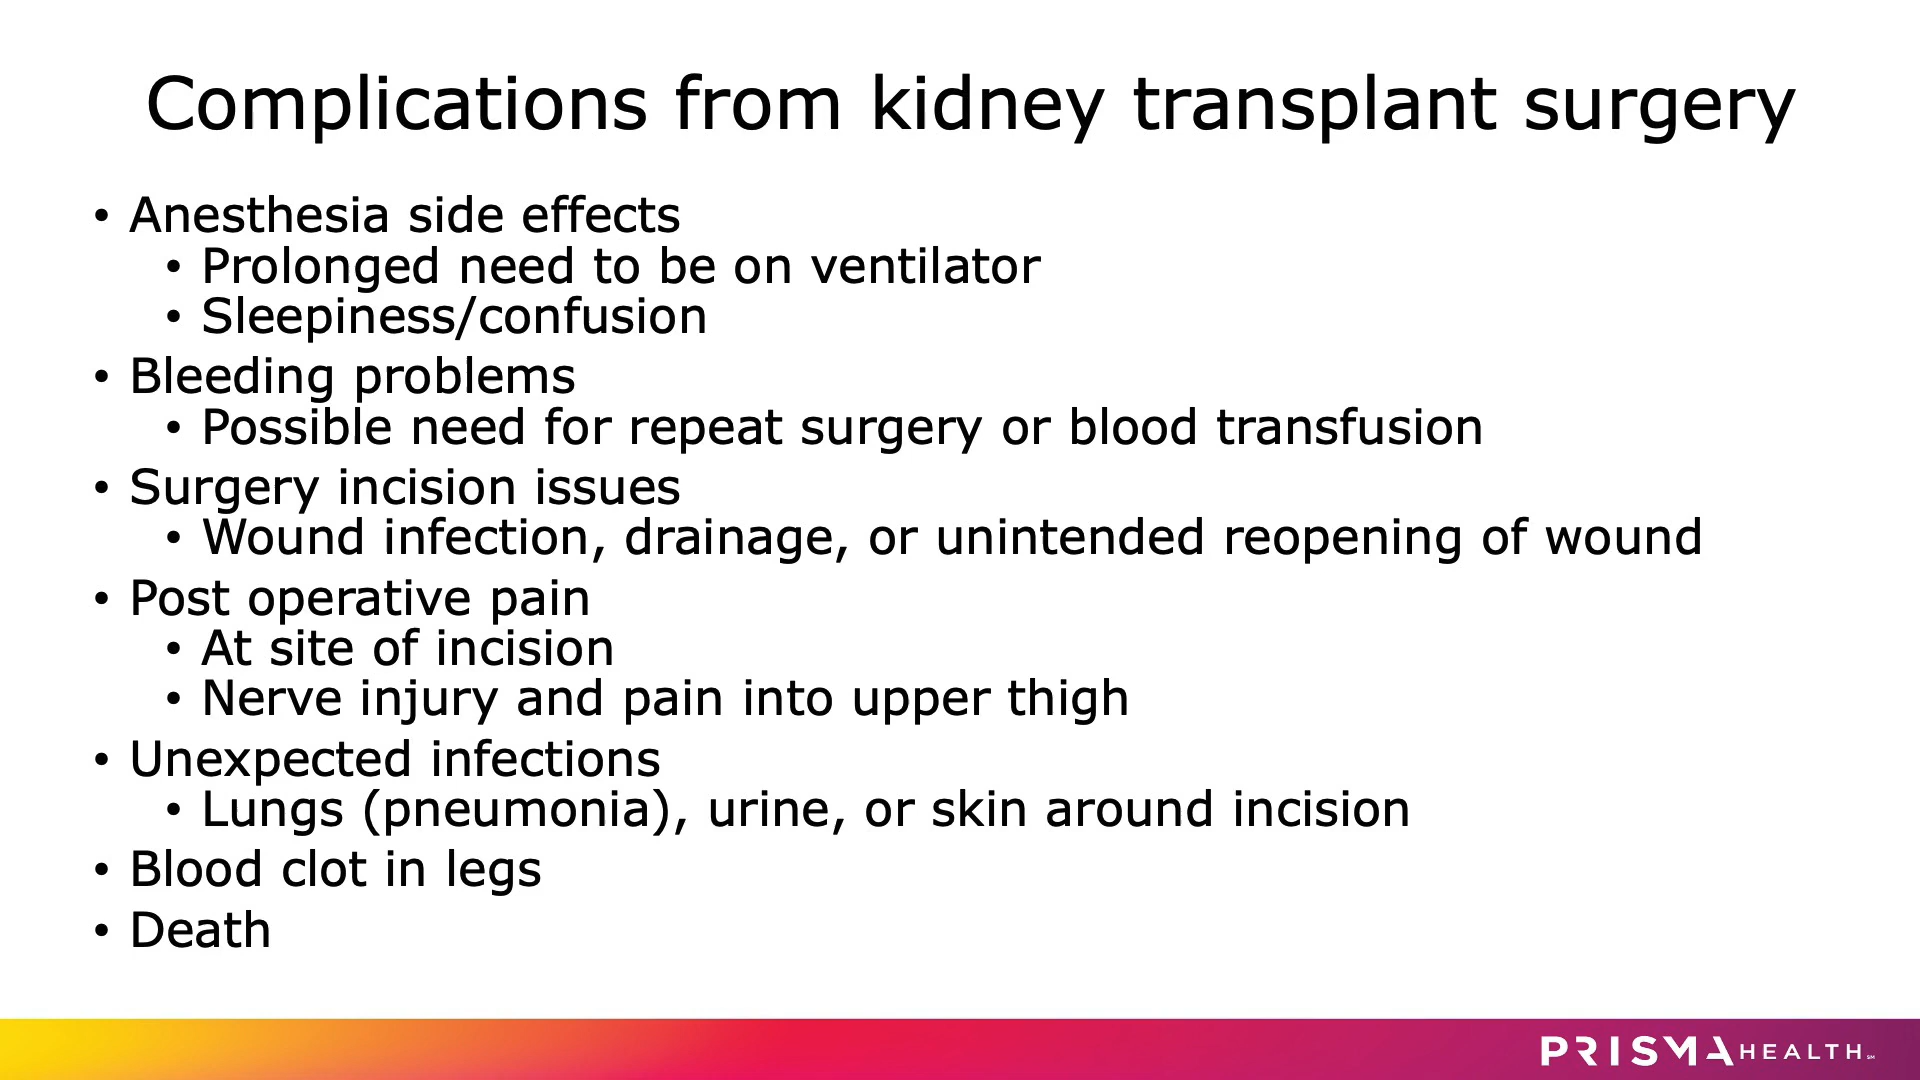 Complications from kidney transplant surgery
• Anesthesia side effects
• Prolonged need to be on ventilator
• Sleepiness/confusion
• Bleeding problems
• Possible need for repeat surgery or blood transfusion
• Surgery incision issues
• Wound infection, drainage, or unintended reopening of wound
• Post operative pain
• At site of incision
• Nerve injury and pain into upper thigh
• Unexpected infections
• Lungs (pneumonia), urine, or skin around incision
• Blood clot in legs
• Death
PRISMA HEALTH℠